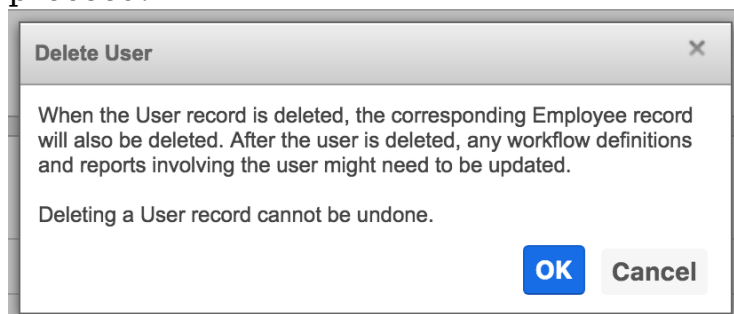 Delete User
×
When the User record is deleted, the corresponding Employee record
will also be deleted. After the user is deleted, any workflow definitions
and reports involving the user might need to be updated.
Deleting a User record cannot be undone.
OK Cancel